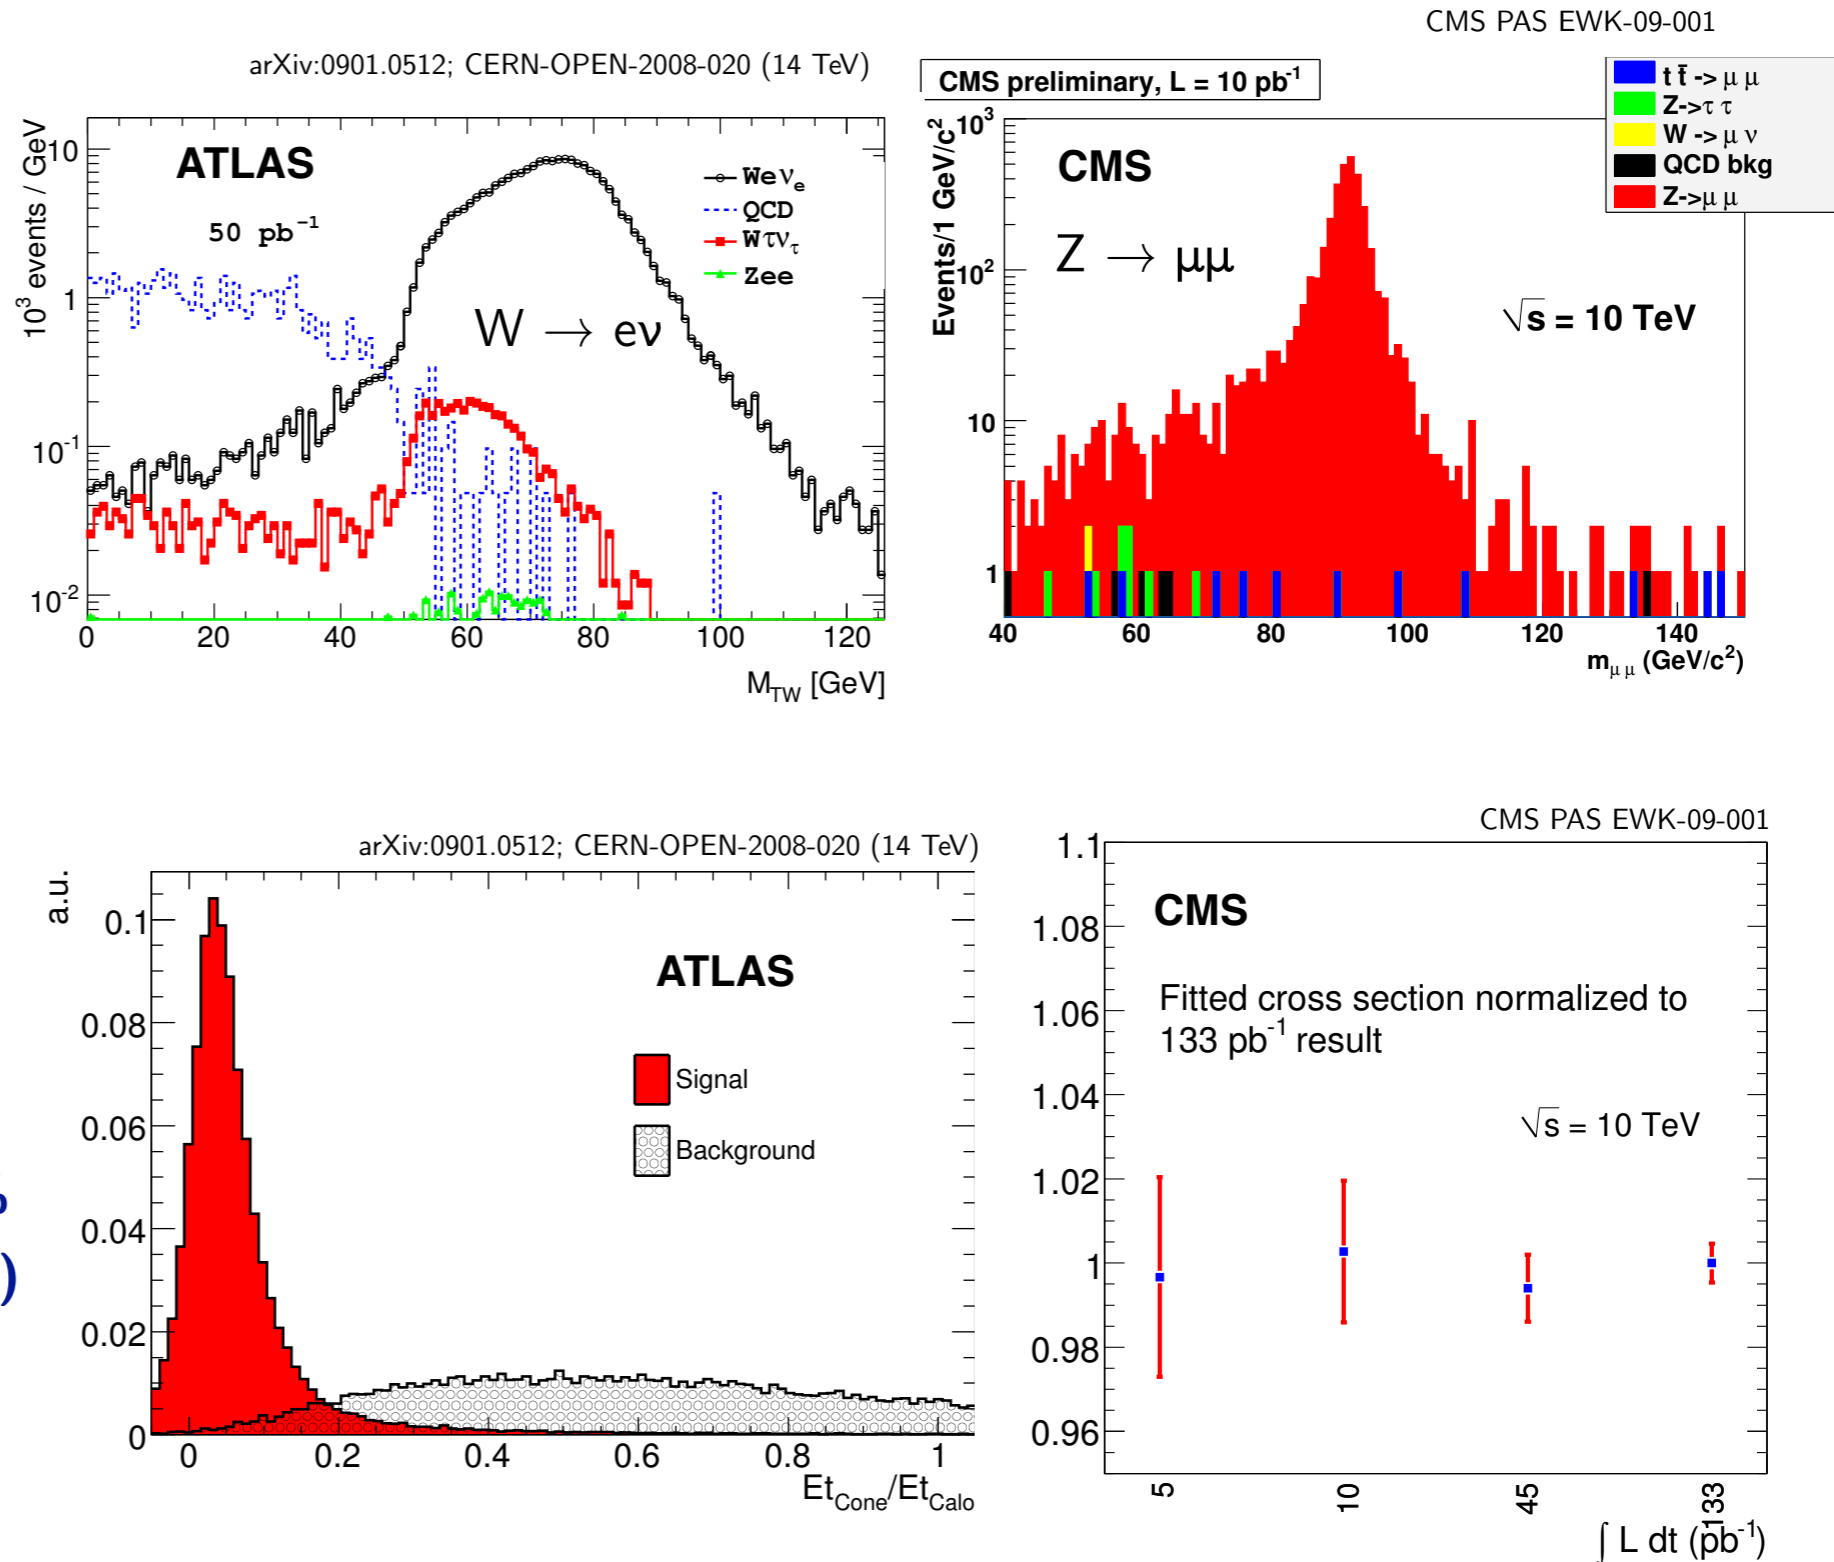 CMS PAS EWK-09-001
arXiv:0901.0512; CERN-OPEN-2008-020 (14 TeV)
10³ events / GeV
10
1
10⁻¹
10⁻²
ATLAS
50 pb⁻¹
Weνₑ
QCD
Wτν_τ
Zee
W → eν
0 20 40 60 80 100 120
M_TW [GeV]
CMS preliminary, L = 10 pb⁻¹
t t̄ -> μ μ
Z->τ τ
W -> μ ν
QCD bkg
Z->μ μ
Events/1 GeV/c²
10³
10²
10
1
CMS
Z → μμ
√s = 10 TeV
40 60 80 100 120 140
m_μμ (GeV/c²)
arXiv:0901.0512; CERN-OPEN-2008-020 (14 TeV)
a.u.
0.1
0.08
0.06
0.04
0.02
0
ATLAS
Signal
Background
0 0.2 0.4 0.6 0.8 1
Et_Cone/Et_Calo
)
CMS PAS EWK-09-001
1.1
1.08
1.06
1.04
1.02
1
0.98
0.96
CMS
Fitted cross section normalized to
133 pb⁻¹ result
√s = 10 TeV
5 10 45 133
∫ L dt (pb⁻¹)